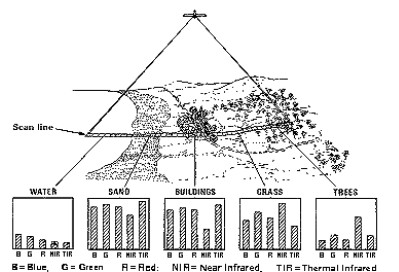 Scan line
WATER SAND BUILDINGS GRASS TREES
B G R NIR TIR B G R NIR TIR B G R NIR TIR B G R NIR TIR B G R NIR TIR
B = Blue, G = Green R = Red: NIR = Near Infrared, TIR = Thermal Infrared